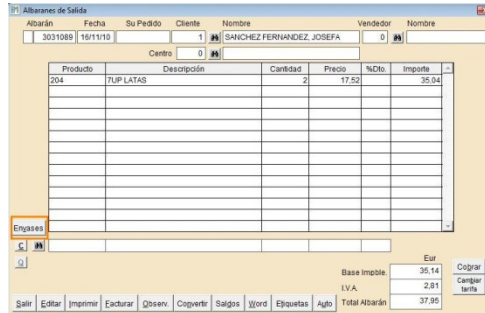 Albaranes de Salida
Albarán Fecha Su Pedido Cliente Nombre Vendedor Nombre
3031089 16/11/10 1 SANCHEZ FERNANDEZ, JOSEFA 0
Centro 0
Producto Descripción Cantidad Precio %Dto. Importe
204 7UP LATAS 2 17,52 35,04
Envases
C
Q
Eur
Base Imple. 35,14 Cobrar
I.V.A. 2,81 Cambiar tarifa
Total Albarán 37,95
Salir Editar Imprimir Facturar Observ. Convertir Saldos Word Etiquetas Auto